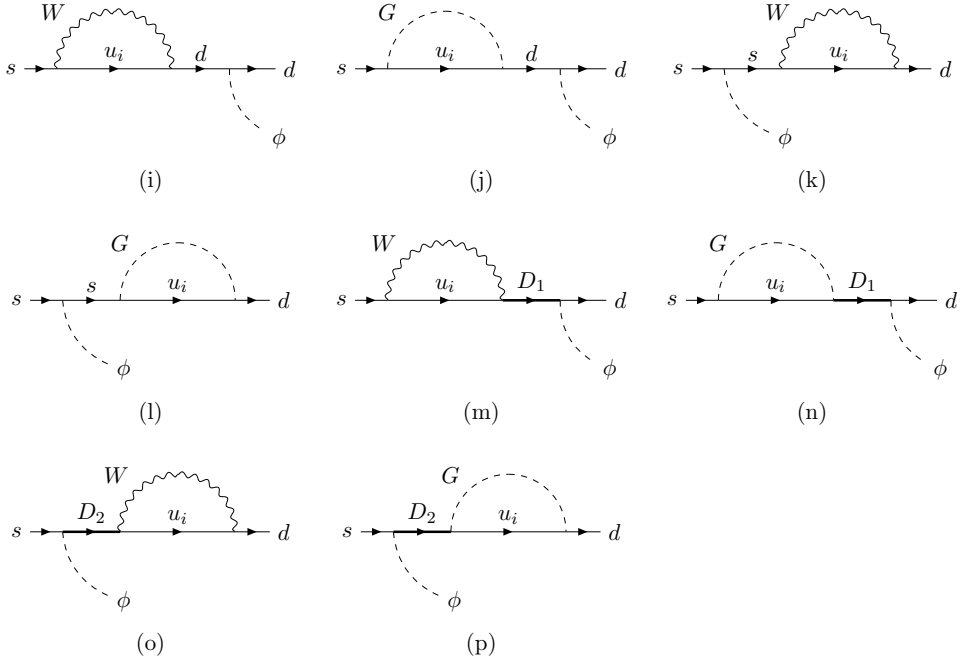 W u_i d s d ϕ
(i)
G u_i d s d ϕ
(j)
W s u_i s d ϕ
(k)
G s u_i s d ϕ
(l)
W u_i D_1 s d ϕ
(m)
G u_i D_1 s d ϕ
(n)
W D_2 u_i s d ϕ
(o)
G D_2 u_i s d ϕ
(p)